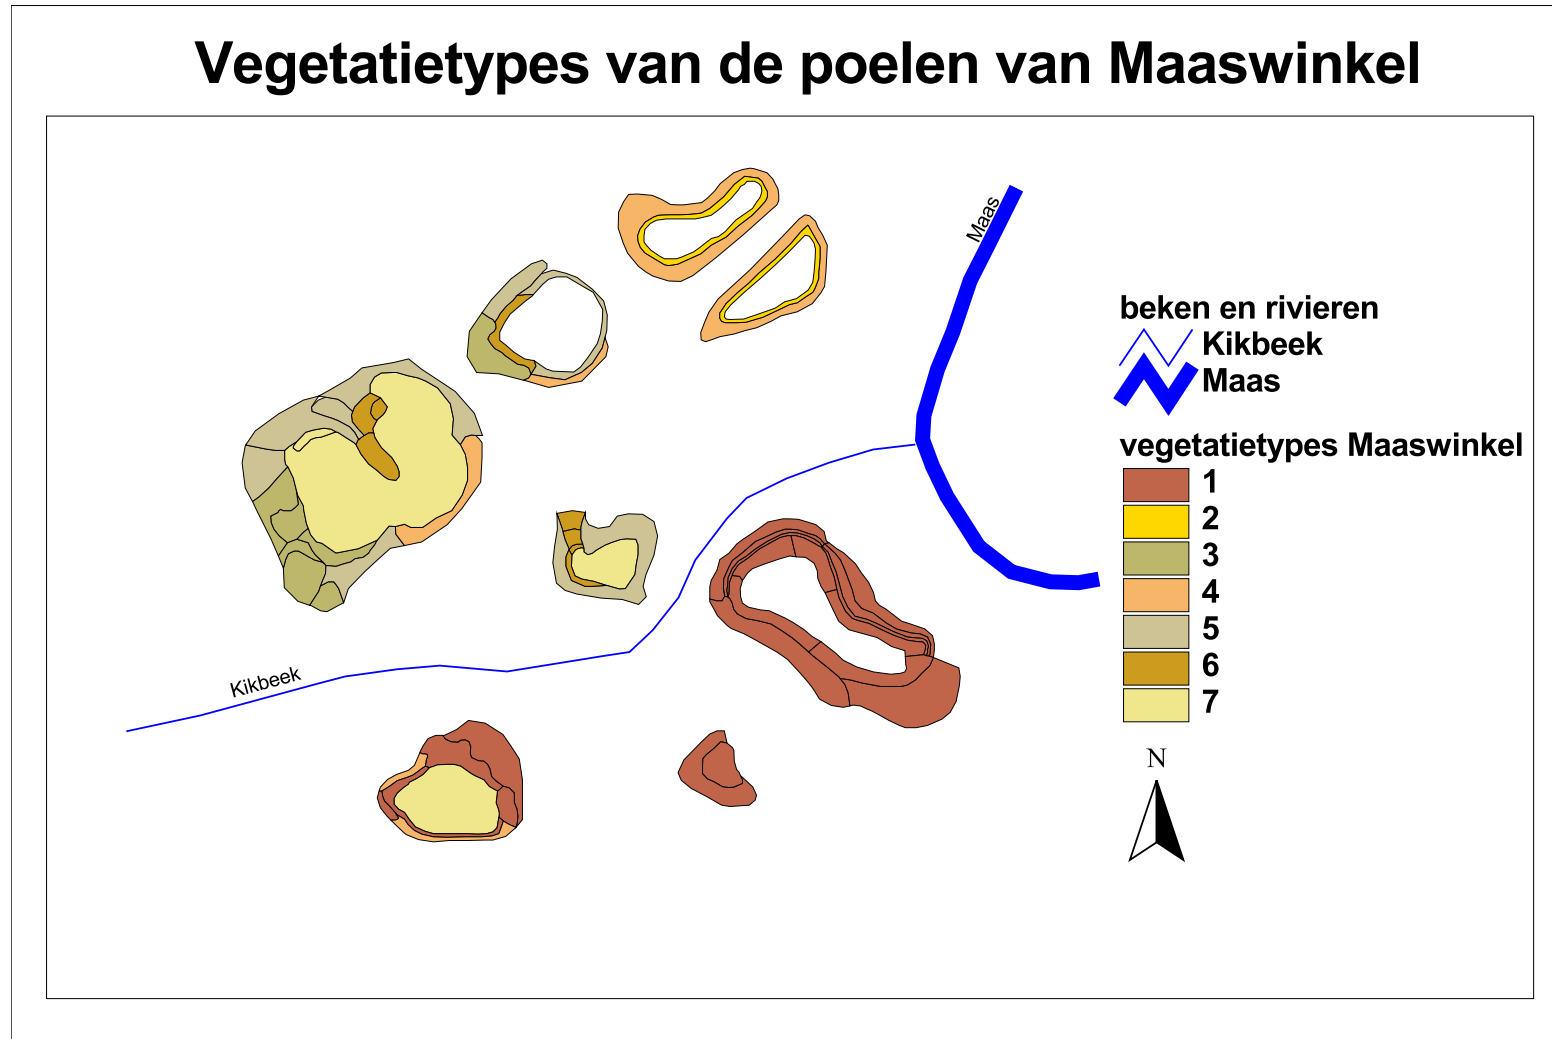 Vegetatietypes van de poelen van Maaswinkel
Maas
Kikbeek
beken en rivieren
Kikbeek
Maas
vegetatietypes Maaswinkel
1
2
3
4
5
6
7
N